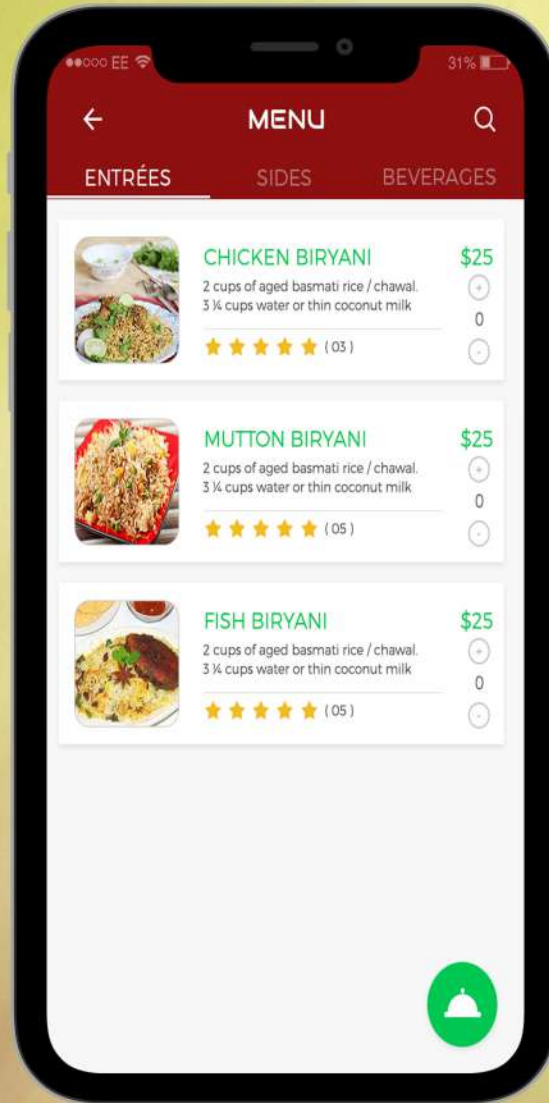 EE 31%
MENU
ENTRÉES SIDES BEVERAGES
CHICKEN BIRYANI $25
2 cups of aged basmati rice / chawal.
3 ¼ cups water or thin coconut milk
0
( 03 )
MUTTON BIRYANI $25
2 cups of aged basmati rice / chawal.
3 ¼ cups water or thin coconut milk
0
( 05 )
FISH BIRYANI $25
2 cups of aged basmati rice / chawal.
3 ¼ cups water or thin coconut milk
0
( 05 )